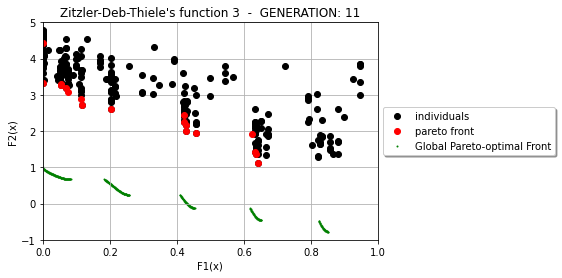 Zitzler-Deb-Thiele's function 3 - GENERATION: 11
5
4
3
2
1
0
−1
F2(x)
0.0 0.2 0.4 0.6 0.8 1.0
F1(x)
individuals
pareto front
Global Pareto-optimal Front